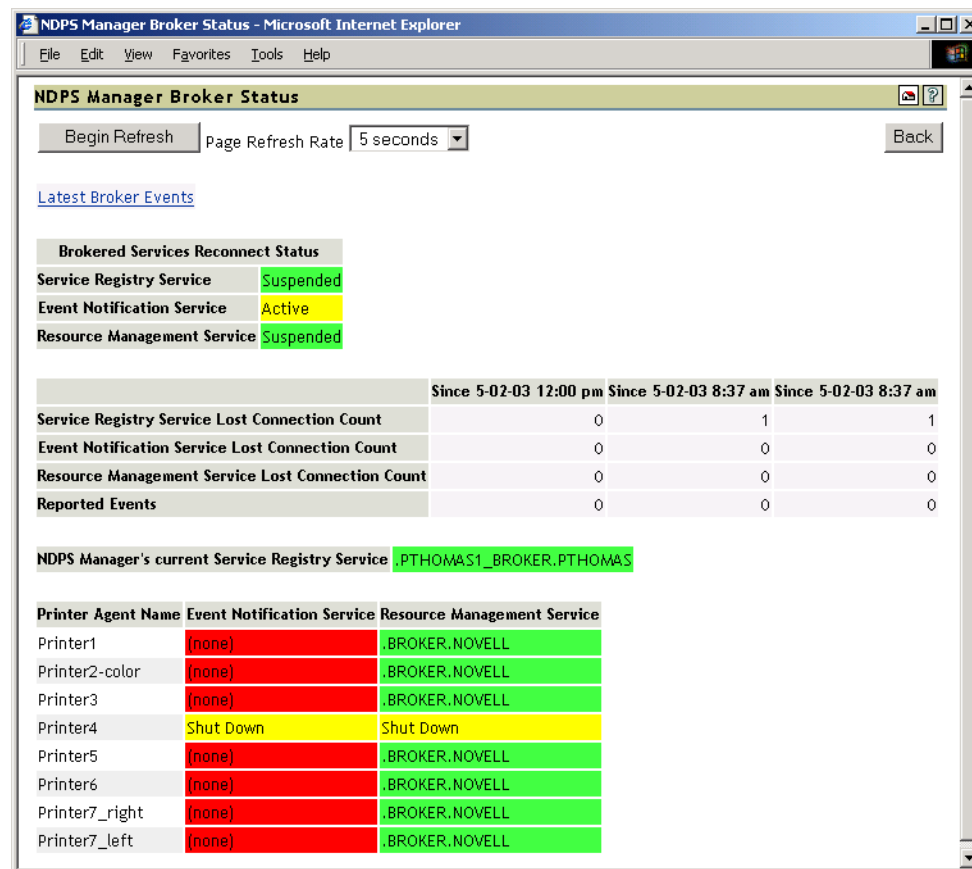 NDPS Manager Broker Status - Microsoft Internet Explorer
File Edit View Favorites Tools Help
NDPS Manager Broker Status ?
Begin Refresh Page Refresh Rate 5 seconds Back
Latest Broker Events
Brokered Services Reconnect Status
Service Registry Service Suspended
Event Notification Service Active
Resource Management Service Suspended
Since 5-02-03 12:00 pm Since 5-02-03 8:37 am Since 5-02-03 8:37 am
Service Registry Service Lost Connection Count 0 1 1
Event Notification Service Lost Connection Count 0 0 0
Resource Management Service Lost Connection Count 0 0 0
Reported Events 0 0 0
NDPS Manager's current Service Registry Service .PTHOMAS1_BROKER.PTHOMAS
Printer Agent Name Event Notification Service Resource Management Service
Printer1 (none) .BROKER.NOVELL
Printer2-color (none) .BROKER.NOVELL
Printer3 (none) .BROKER.NOVELL
Printer4 Shut Down Shut Down
Printer5 (none) .BROKER.NOVELL
Printer6 (none) .BROKER.NOVELL
Printer7_right (none) .BROKER.NOVELL
Printer7_left (none) .BROKER.NOVELL